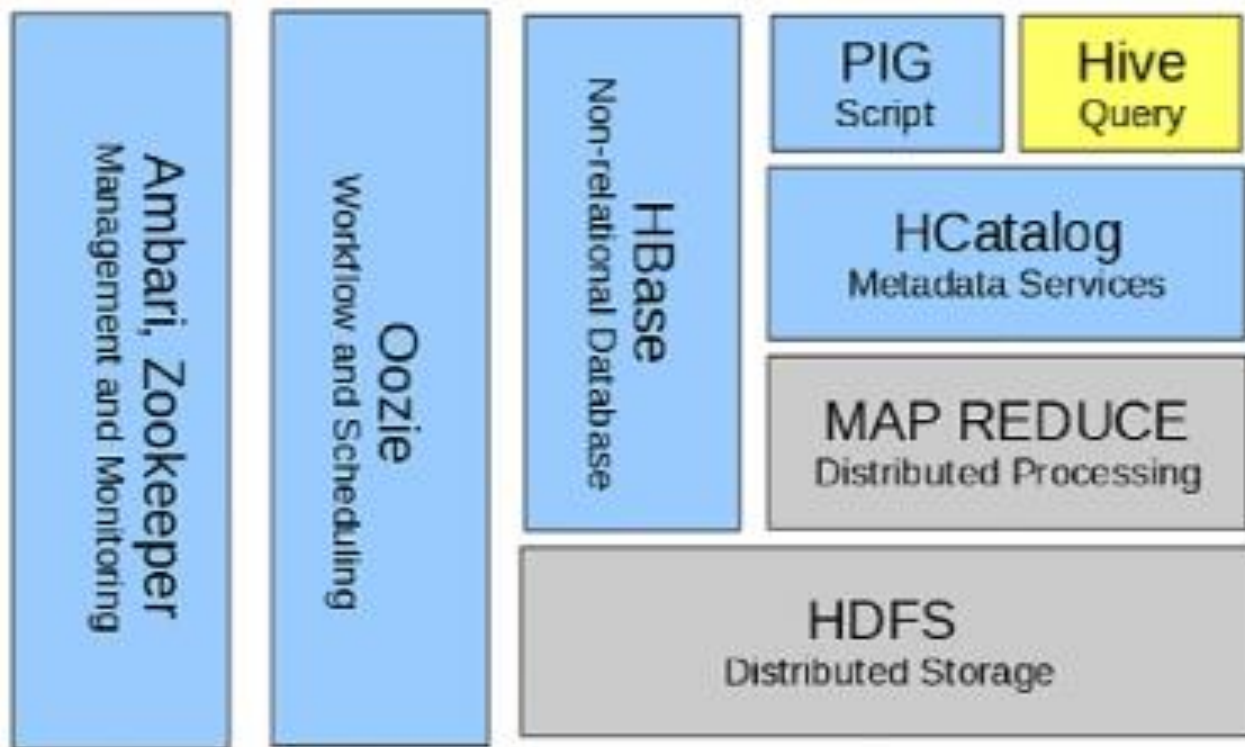 Ambari, Zookeeper
Management and Monitoring
Oozie
Workflow and Scheduling
HBase
Non-relational Database
PIG
Script
Hive
Query
HCatalog
Metadata Services
MAP REDUCE
Distributed Processing
HDFS
Distributed Storage